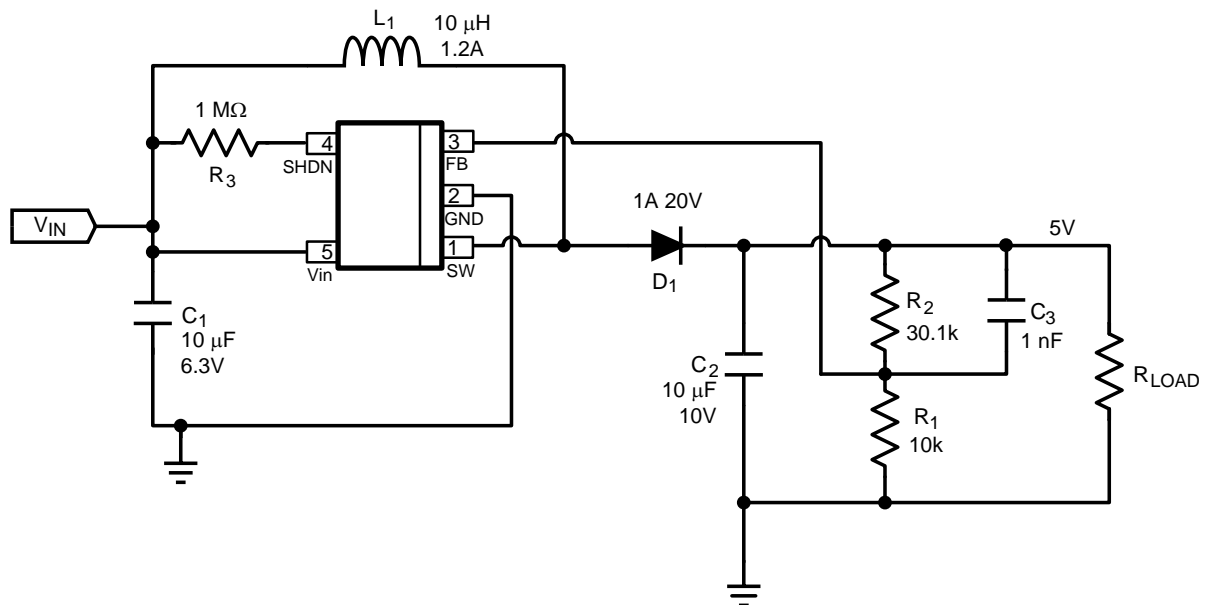 L1
10 μH
1.2A
1 MΩ
R3
4
SHDN
3
FB
2
GND
1
SW
5
Vin
VIN
C1
10 μF
6.3V
1A 20V
D1
5V
R2
30.1k
C3
1 nF
C2
10 μF
10V
R1
10k
RLOAD